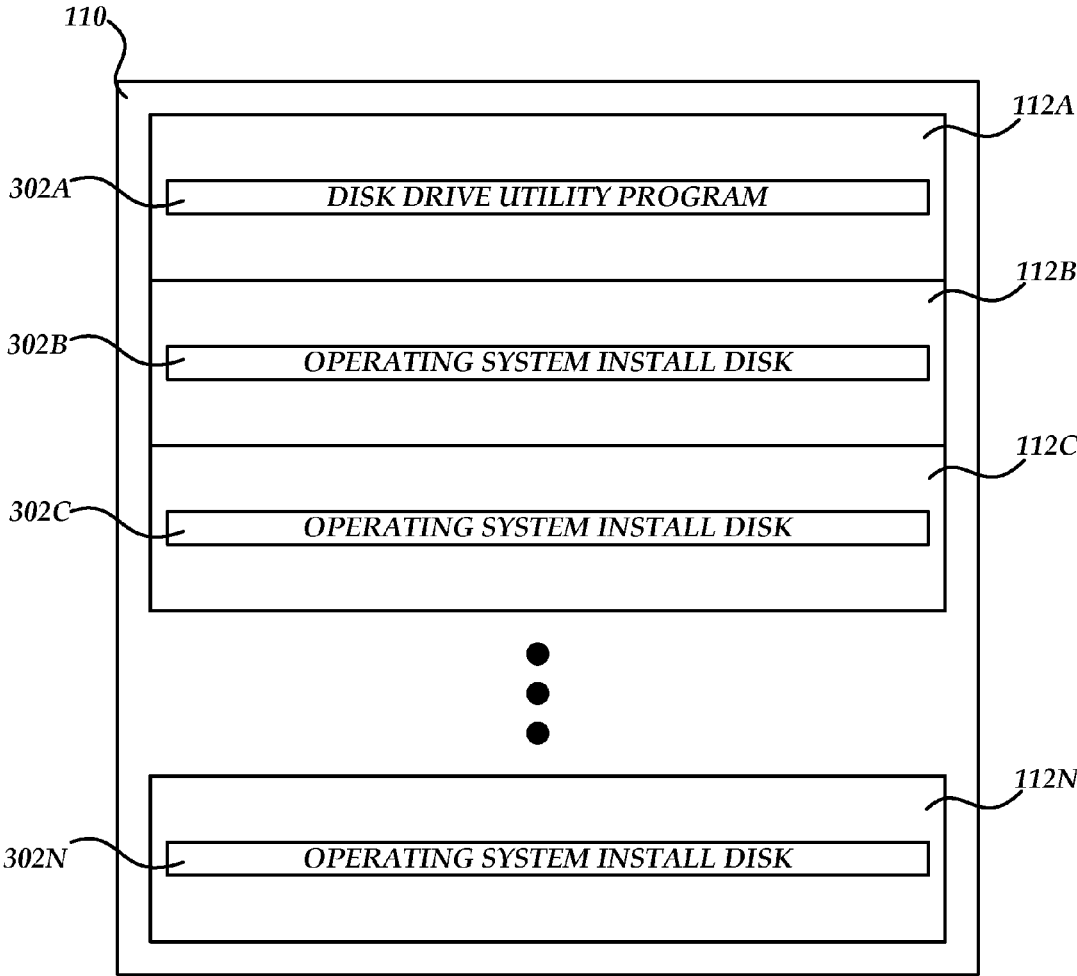 110
112A
302A
DISK DRIVE UTILITY PROGRAM
112B
302B
OPERATING SYSTEM INSTALL DISK
112C
302C
OPERATING SYSTEM INSTALL DISK
112N
302N
OPERATING SYSTEM INSTALL DISK